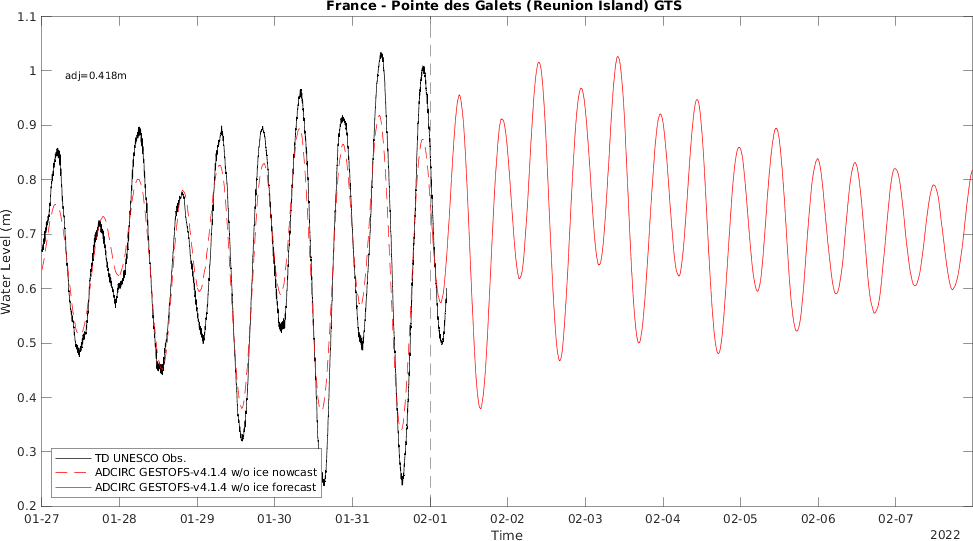 France - Pointe des Galets (Reunion Island) GTS
1.1
1
0.9
0.8
0.7
0.6
0.5
0.4
0.3
0.2
Water Level (m)
adj=0.418m
TD UNESCO Obs.
ADCIRC GESTOFS-v4.1.4 w/o ice nowcast
ADCIRC GESTOFS-v4.1.4 w/o ice forecast
01-27 01-28 01-29 01-30 01-31 02-01 02-02 02-03 02-04 02-05 02-06 02-07
Time
2022